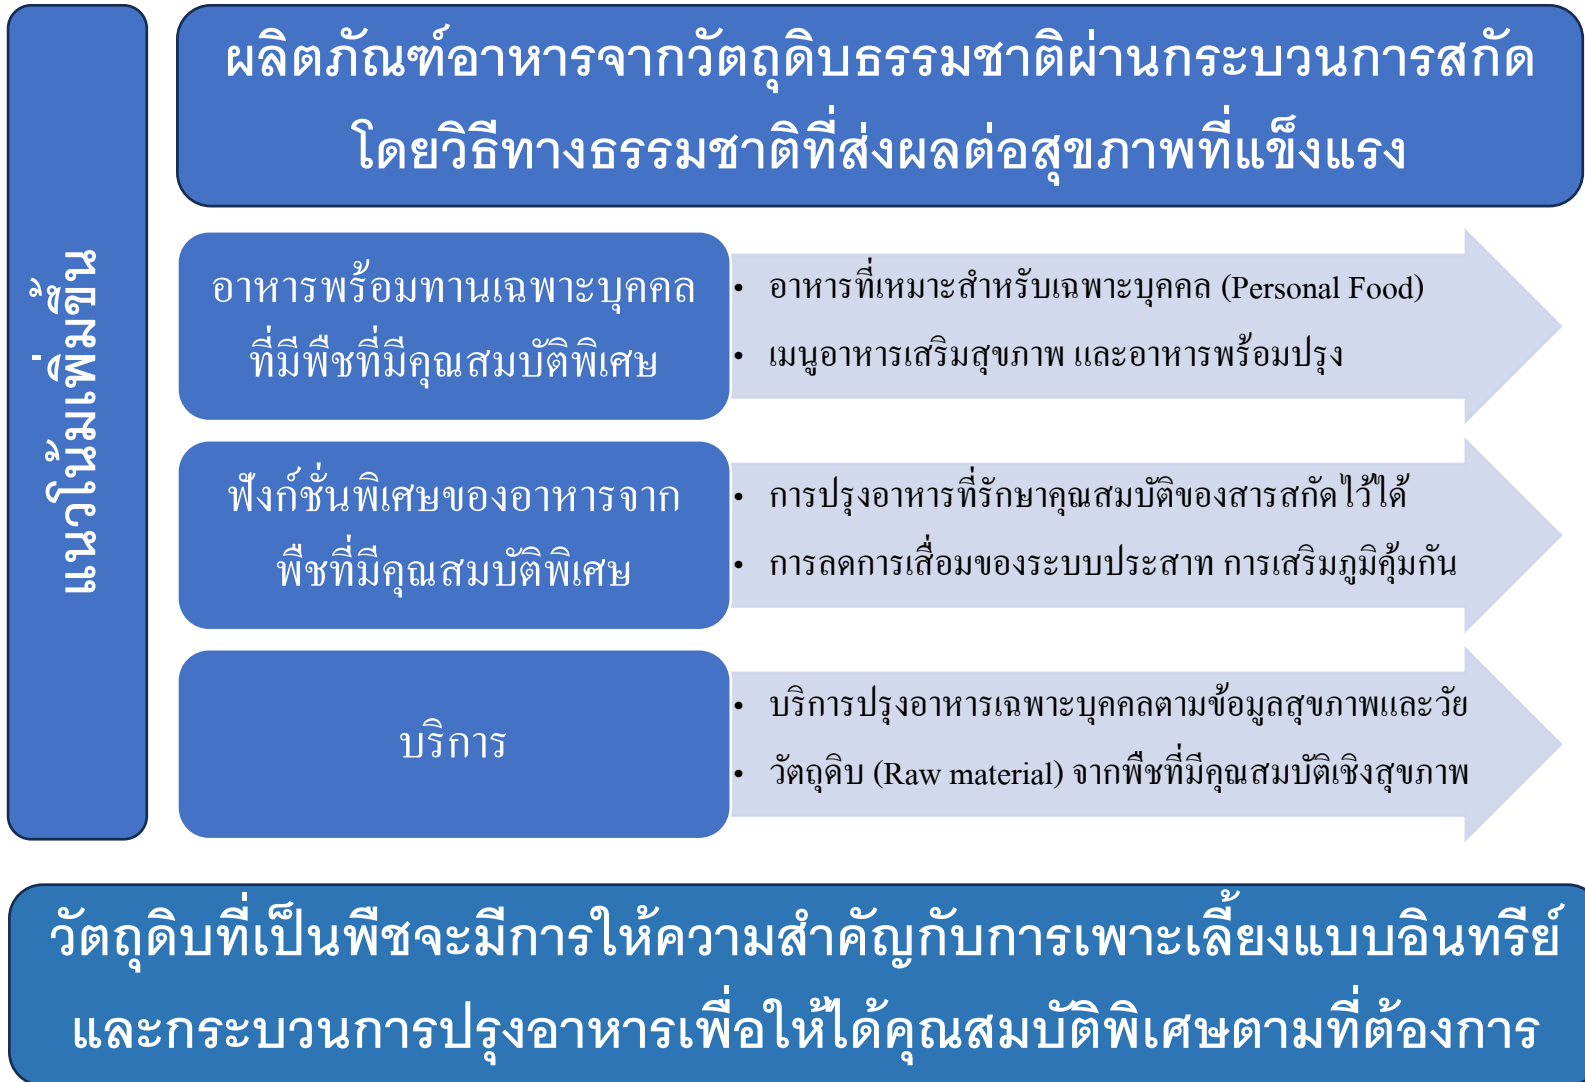 แนวโน้มเพิ่มขึ้น
ผลิตภัณฑ์อาหารจากวัตถุดิบธรรมชาติผ่านกระบวนการสกัด
โดยวิธีทางธรรมชาติที่ส่งผลต่อสุขภาพที่แข็งแรง
อาหารพร้อมทานเฉพาะบุคคล
ที่มีพืชที่มีคุณสมบัติพิเศษ
• อาหารที่เหมาะสำหรับเฉพาะบุคคล (Personal Food)
• เมนูอาหารเสริมสุขภาพ และอาหารพร้อมปรุง
ฟังก์ชั่นพิเศษของอาหารจาก
พืชที่มีคุณสมบัติพิเศษ
• การปรุงอาหารที่รักษาคุณสมบัติของสารสกัดไว้ได้
• การลดการเสื่อมของระบบประสาท การเสริมภูมิคุ้มกัน
บริการ
• บริการปรุงอาหารเฉพาะบุคคลตามข้อมูลสุขภาพและวัย
• วัตถุดิบ (Raw material) จากพืชที่มีคุณสมบัติเชิงสุขภาพ
วัตถุดิบที่เป็นพืชจะมีการให้ความสำคัญกับการเพาะเลี้ยงแบบอินทรีย์
และกระบวนการปรุงอาหารเพื่อให้ได้คุณสมบัติพิเศษตามที่ต้องการ